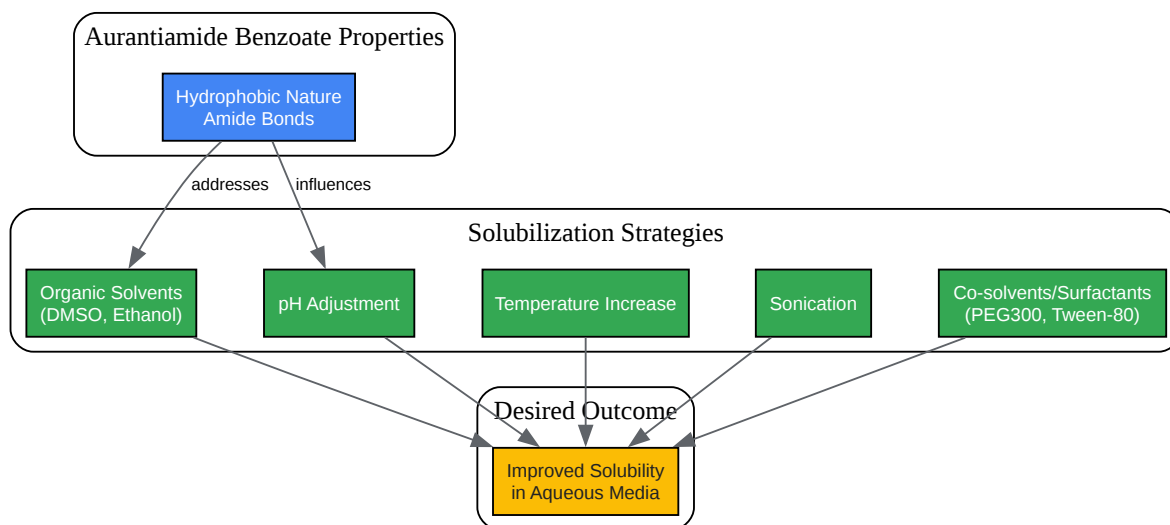 Aurantiamide Benzoate Properties
Hydrophobic Nature
Amide Bonds
addresses
influences
Solubilization Strategies
Organic Solvents
(DMSO, Ethanol)
pH Adjustment
Temperature Increase
Sonication
Co-solvents/Surfactants
(PEG300, Tween-80)
Desired Outcome
Improved Solubility
in Aqueous Media